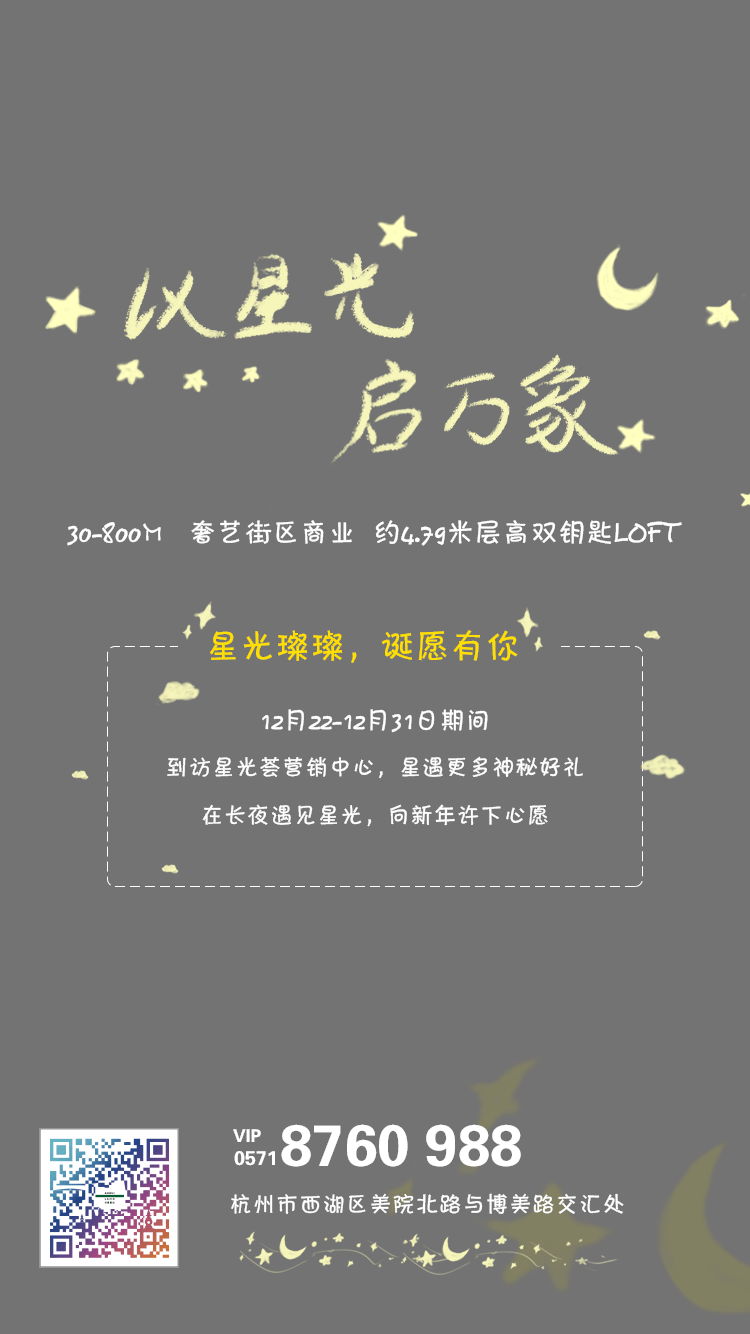 以星光
启万象
30-800M 奢艺街区商业 约4.79米层高双钥匙LOFT
星光璨璨，诞愿有你
12月22-12月31日期间
到访星光荟营销中心，星遇更多神秘好礼
在长夜遇见星光，向新年许下心愿
VIP
0571 8760 988
杭州市西湖区美院北路与博美路交汇处